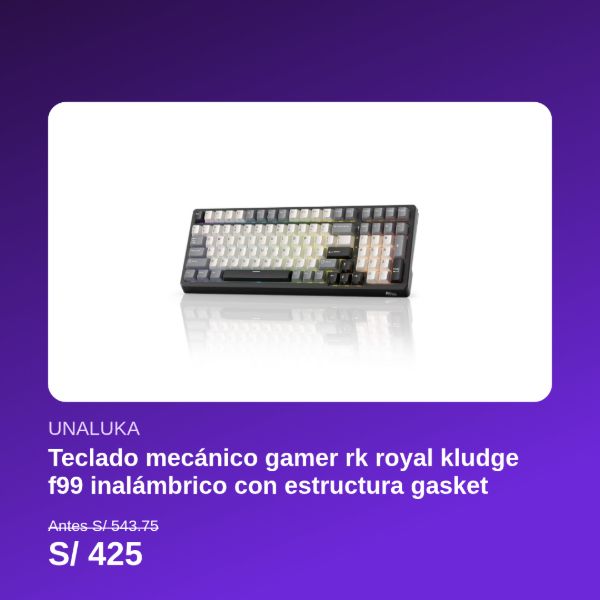 UNALUKA
Teclado mecánico gamer rk royal kludge
f99 inalámbrico con estructura gasket
Antes S/ 543.75
S/ 425